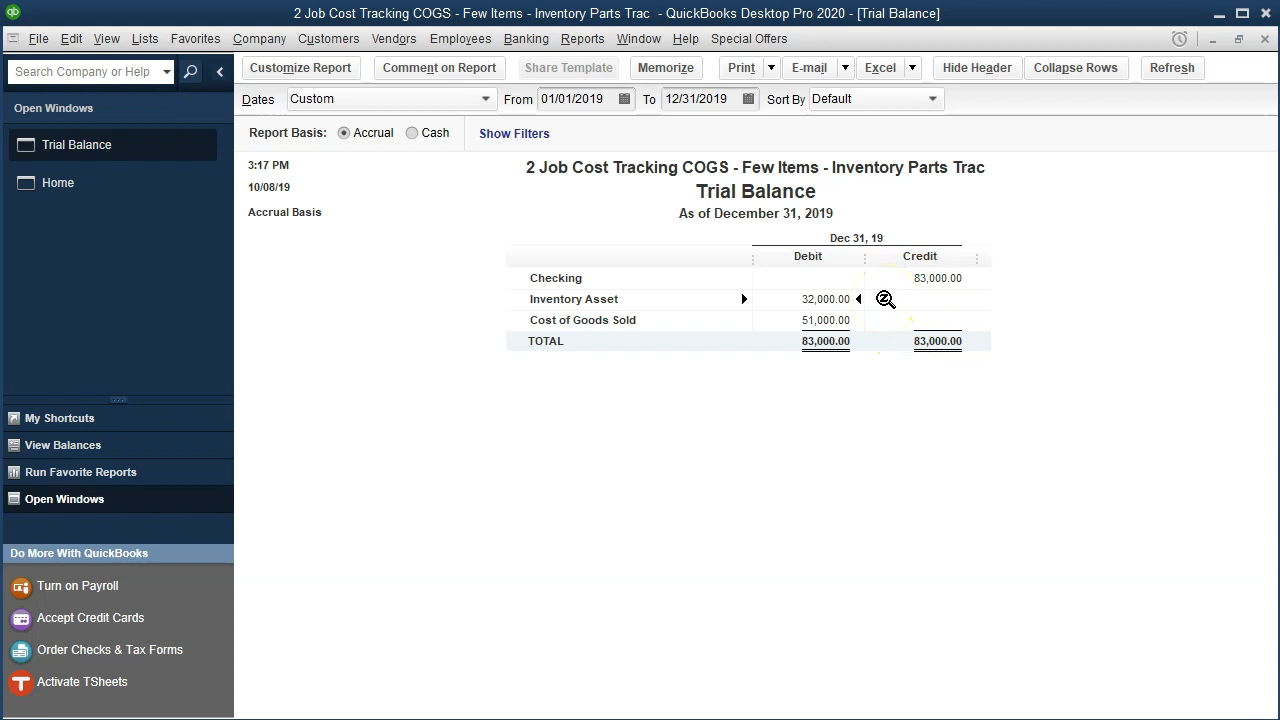 2 Job Cost Tracking COGS - Few Items - Inventory Parts Trac - QuickBooks Desktop Pro 2020 - [Trial Balance]
File Edit View Lists Favorites Company Customers Vendors Employees Banking Reports Window Help Special Offers
Search Company or Help
Customize Report Comment on Report Share Template Memorize Print E-mail Excel Hide Header Collapse Rows Refresh
Open Windows
Dates Custom From 01/01/2019 To 12/31/2019 Sort By Default
Report Basis: Accrual Cash Show Filters
Trial Balance
Home
My Shortcuts
View Balances
Run Favorite Reports
Open Windows
Do More With QuickBooks
Turn on Payroll
Accept Credit Cards
Order Checks & Tax Forms
Activate TSheets
3:17 PM
10/08/19
Accrual Basis
2 Job Cost Tracking COGS - Few Items - Inventory Parts Trac
Trial Balance
As of December 31, 2019
Dec 31, 19
Debit Credit
Checking 83,000.00
Inventory Asset 32,000.00
Cost of Goods Sold 51,000.00
TOTAL 83,000.00 83,000.00